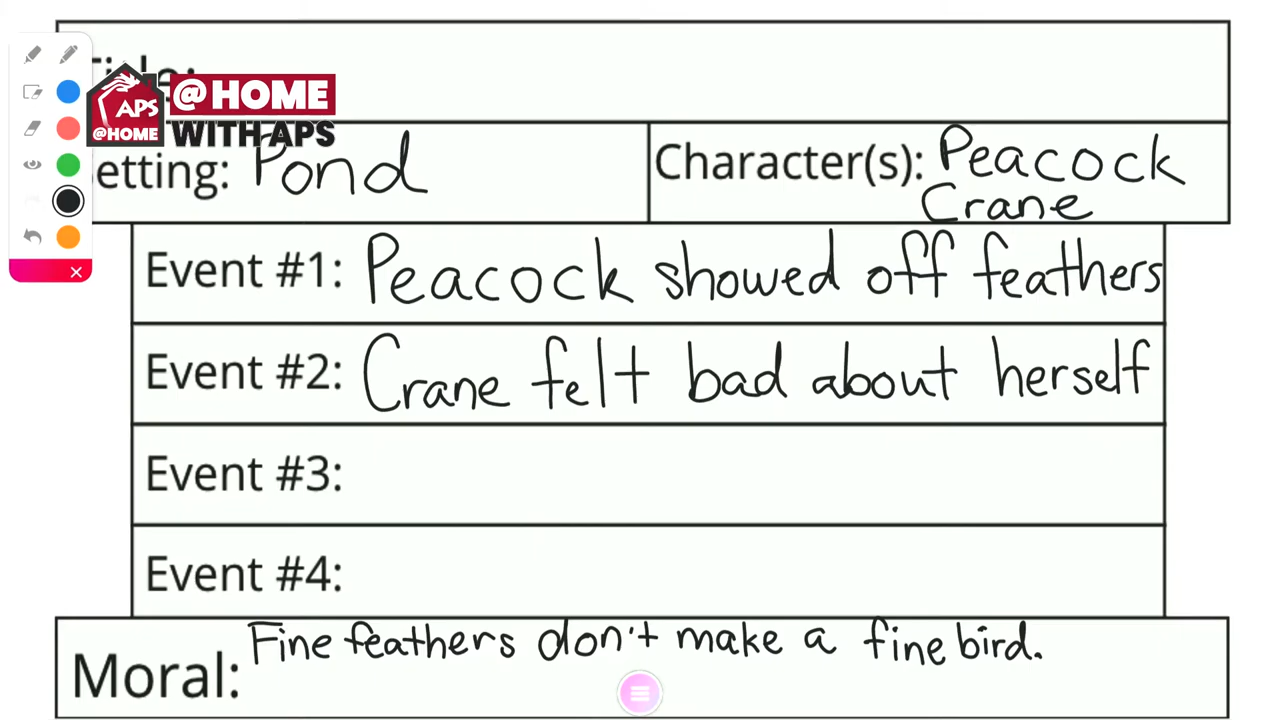 Title:
APS
@HOME
@HOME
WITH APS
Setting: Pond
Character(s): Peacock
Crane
Event #1: Peacock showed off feathers
Event #2: Crane felt bad about herself
Event #3:
Event #4:
Moral: Fine feathers don't make a fine bird.